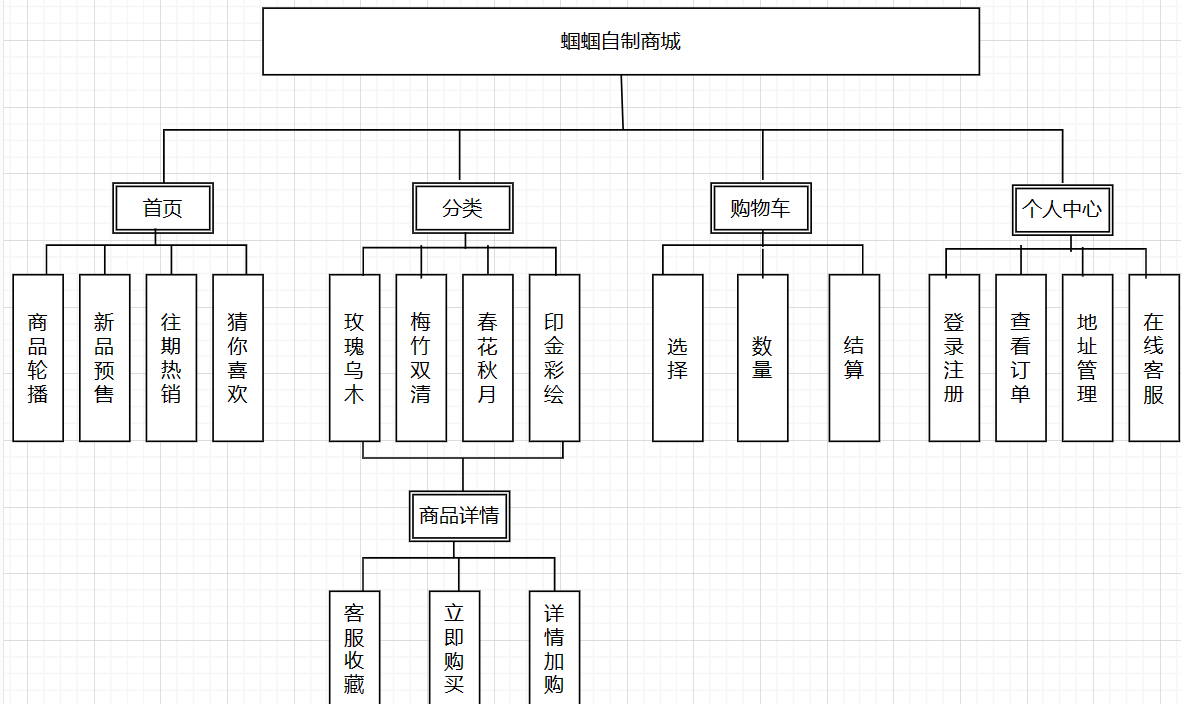 蝈蝈自制商城
首页
分类
购物车
个人中心
商品轮播
新品预售
往期热销
猜你喜欢
玫瑰乌木
梅竹双清
春花秋月
印金彩绘
选择
数量
结算
登录注册
查看订单
地址管理
在线客服
商品详情
客服收藏
立即购买
详情加购